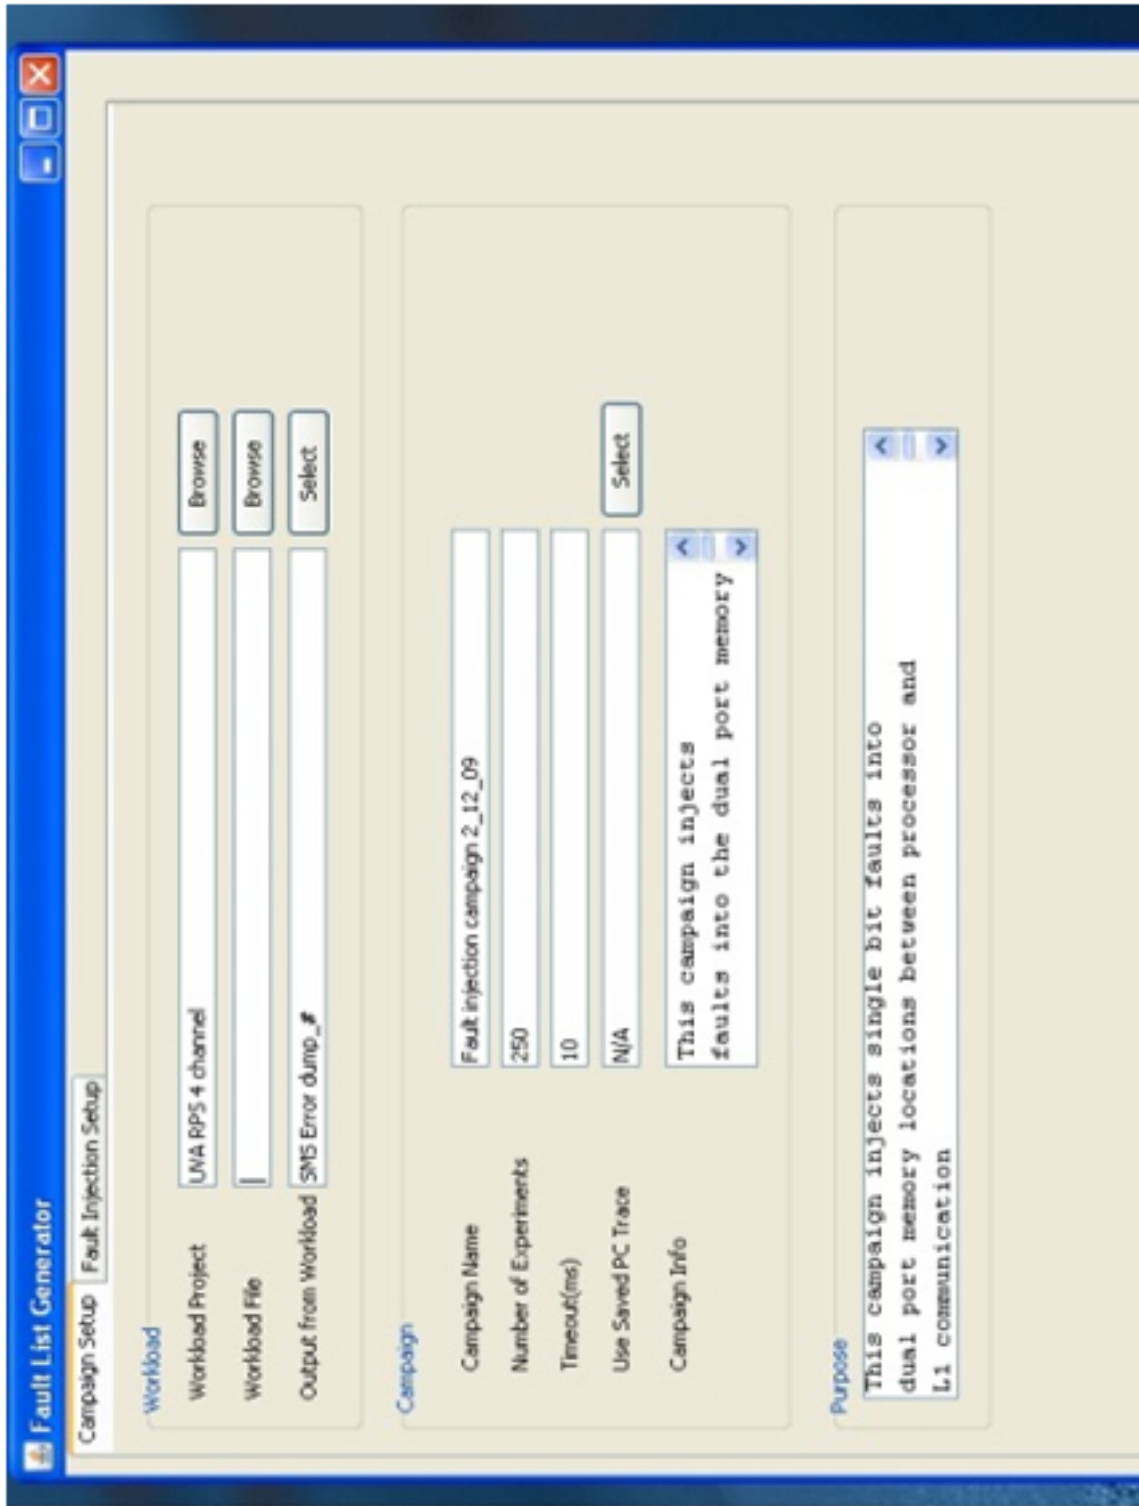 Fault List Generator
Campaign Setup Fault Injection Setup
Workload
Workload Project UVA RPS 4 channel Browse
Workload File Browse
Output from Workload SMS Error dump_# Select
Campaign
Campaign Name Fault injection campaign 2_12_09
Number of Experiments 250
Timeout(ms) 10
Use Saved PC Trace N/A Select
Campaign Info This campaign injects
faults into the dual port memory
Purpose
This campaign injects single bit faults into
dual port memory locations between processor and
L1 communication